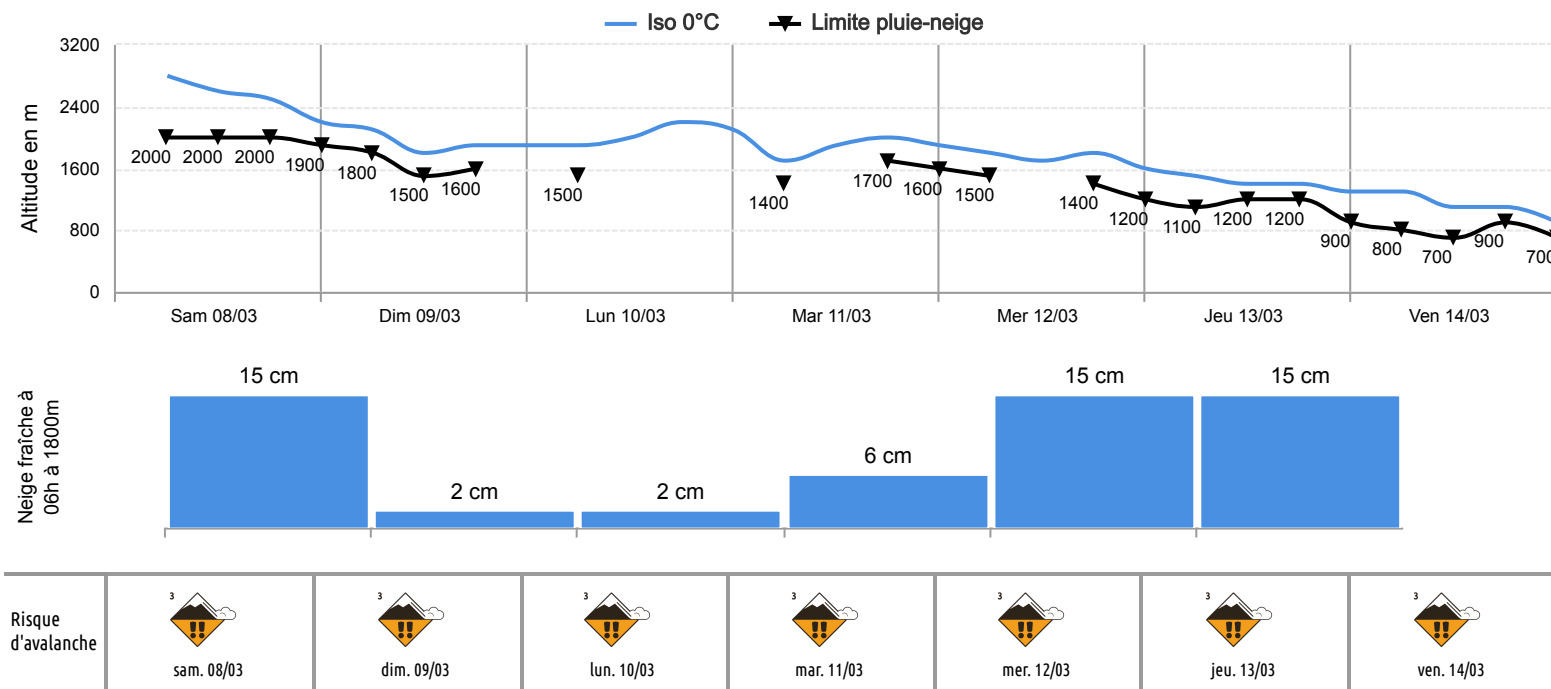 Iso 0°C Limite pluie-neige
Altitude en m
3200
2400
1600
800
0
2000 2000 2000 1900 1800 1500 1600 1500 1400 1700 1600 1500 1400 1200 1100 1200 1200 900 800 700 900 700
Sam 08/03 Dim 09/03 Lun 10/03 Mar 11/03 Mer 12/03 Jeu 13/03 Ven 14/03
Neige fraîche à
06h à 1800m
15 cm 2 cm 2 cm 6 cm 15 cm 15 cm
Risque
d'avalanche
3 3 3 3 3 3 3
!! !! !! !! !! !! !!
sam. 08/03 dim. 09/03 lun. 10/03 mar. 11/03 mer. 12/03 jeu. 13/03 ven. 14/03